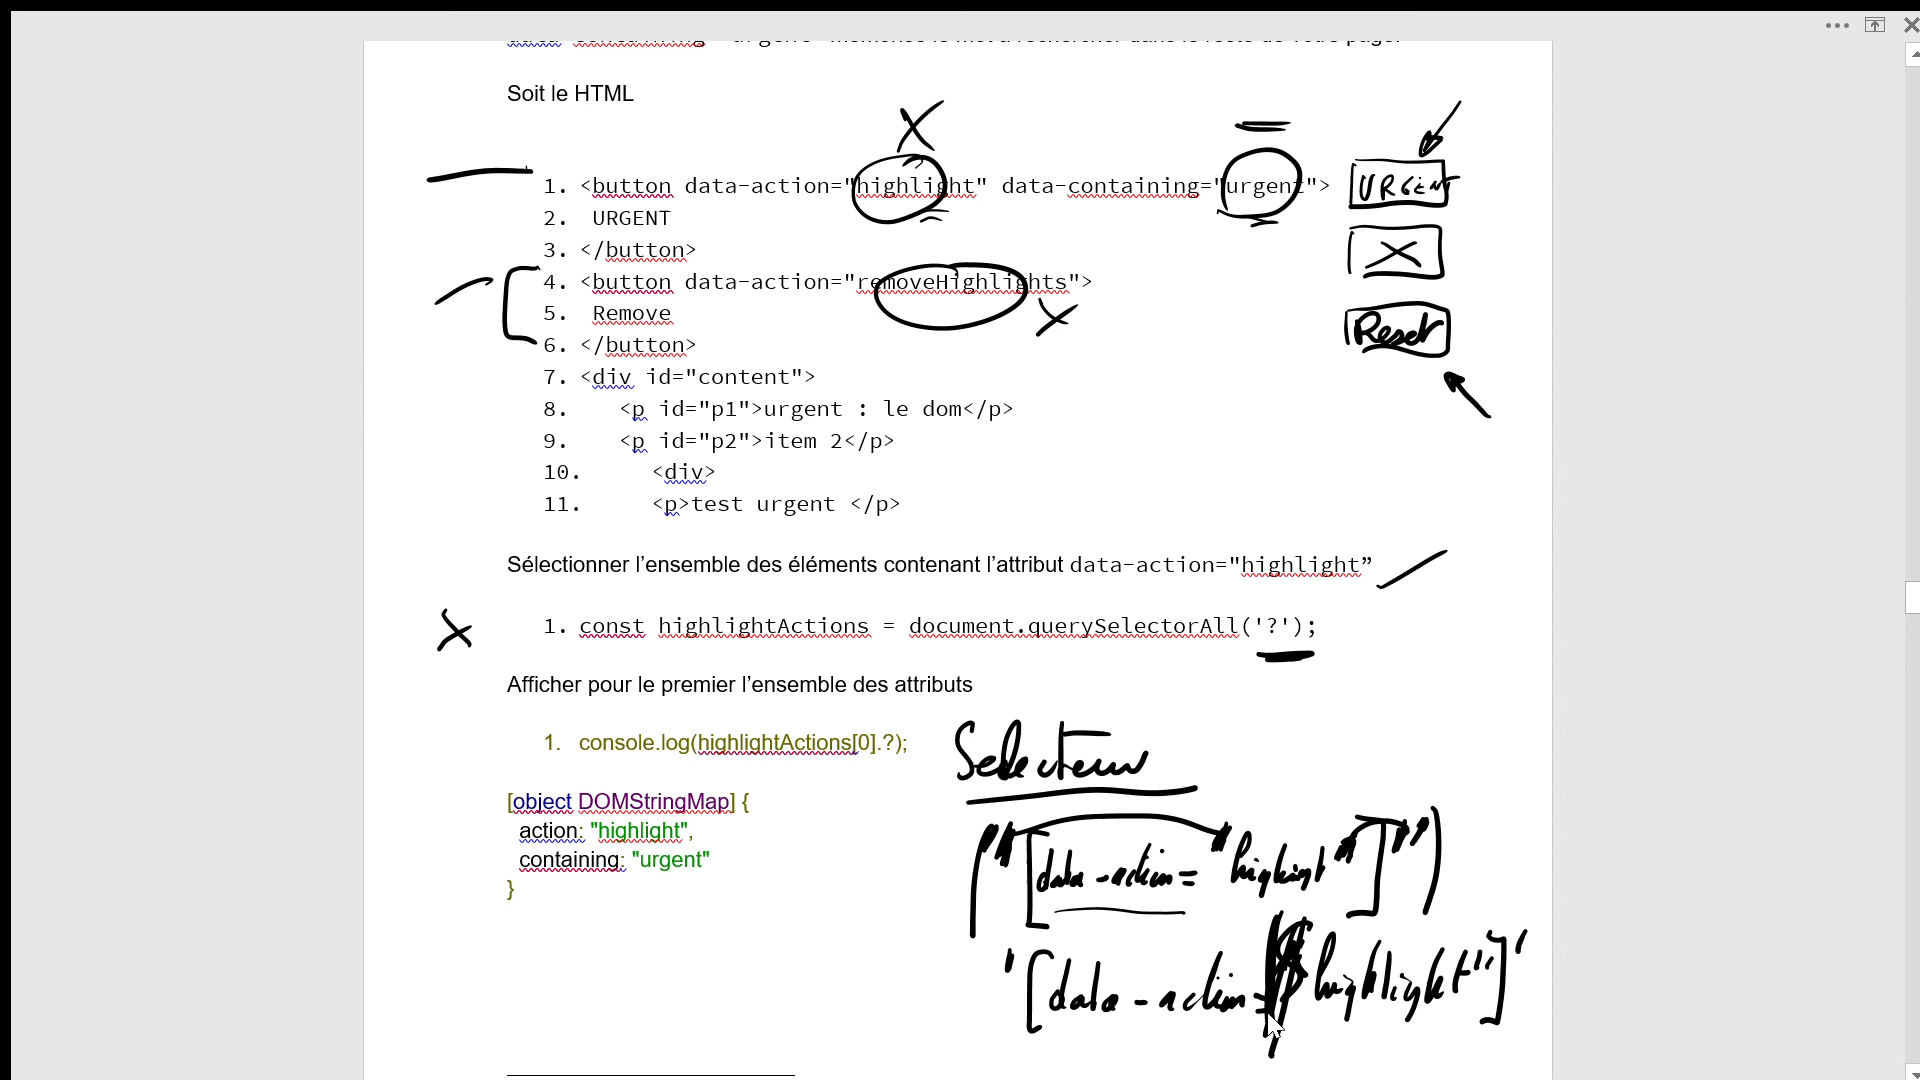 Soit le HTML
1. <button data-action="highlight" data-containing="urgent">
2. URGENT
3. </button>
4. <button data-action="removeHighlights">
5. Remove
6. </button>
7. <div id="content">
8. <p id="p1">urgent : le dom</p>
9. <p id="p2">item 2</p>
10. <div>
11. <p>test urgent </p>
URGENT
X
Reset
Sélectionner l’ensemble des éléments contenant l’attribut data-action="highlight”
1. const highlightActions = document.querySelectorAll('?');
Afficher pour le premier l’ensemble des attributs
1. console.log(highlightActions[0].?);
[object DOMStringMap] {
action: "highlight",
containing: "urgent"
}
Selecteur
("[data-action="highlight"]")
'[data-action=highlight"]'